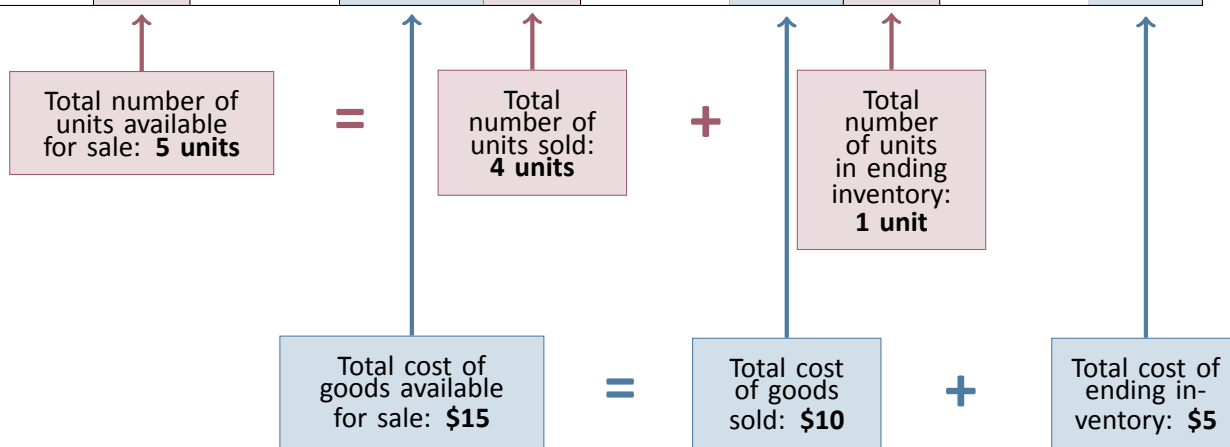 Total number of
units available
for sale: 5 units
=
Total
number of
units sold:
4 units
+
Total
number
of units
in ending
inventory:
1 unit
Total cost of
goods available
for sale: $15
=
Total cost
of goods
sold: $10
+
Total cost of
ending in-
ventory: $5